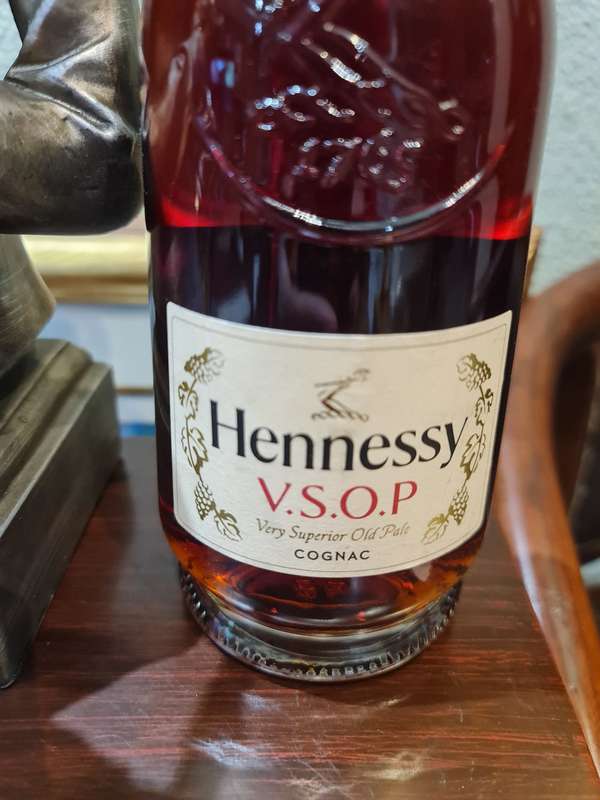 Hennessy
V.S.O.P
Very Superior Old Pale
COGNAC